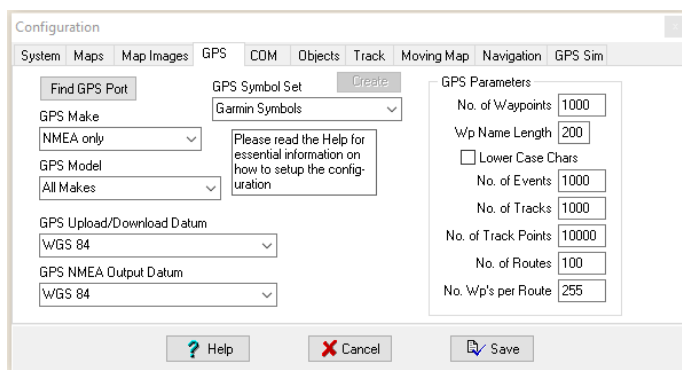 Configuration
System Maps Map Images GPS COM Objects Track Moving Map Navigation GPS Sim
Find GPS Port
GPS Make
NMEA only
GPS Model
All Makes
GPS Upload/Download Datum
WGS 84
GPS NMEA Output Datum
WGS 84
GPS Symbol Set
Create
Garmin Symbols
Please read the Help for
essential information on
how to setup the config-
uration
GPS Parameters
No. of Waypoints 1000
Wp Name Length 200
Lower Case Chars
No. of Events 1000
No. of Tracks 1000
No. of Track Points 10000
No. of Routes 100
No. Wp's per Route 255
? Help
Cancel
Save